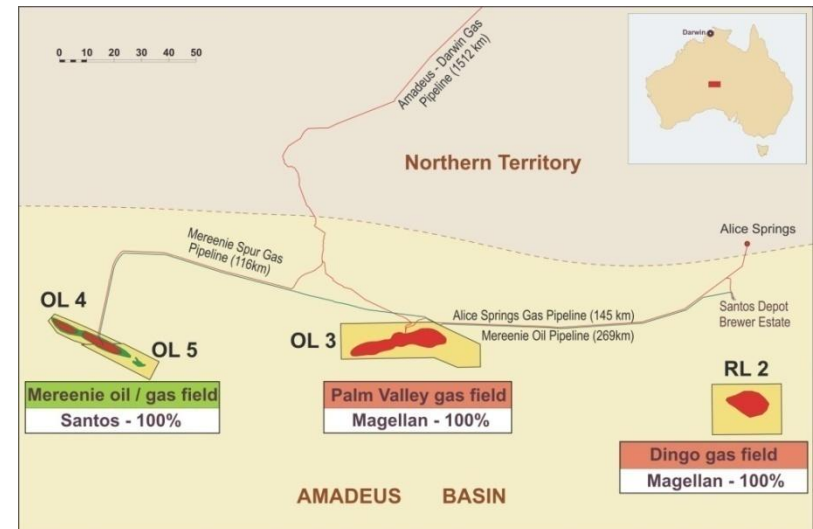 0 10 20 30 40 50
Amadeus - Darwin Gas
Pipeline (1512 km)
Darwin
Northern Territory
Mereenie Spur Gas
Pipeline (116km)
Alice Springs
OL 4
OL 5
OL 3
Alice Springs Gas Pipeline (145 km)
Mereenie Oil Pipeline (269km)
Santos Depot
Brewer Estate
RL 2
Mereenie oil / gas field
Santos - 100%
Palm Valley gas field
Magellan - 100%
Dingo gas field
Magellan - 100%
AMADEUS BASIN